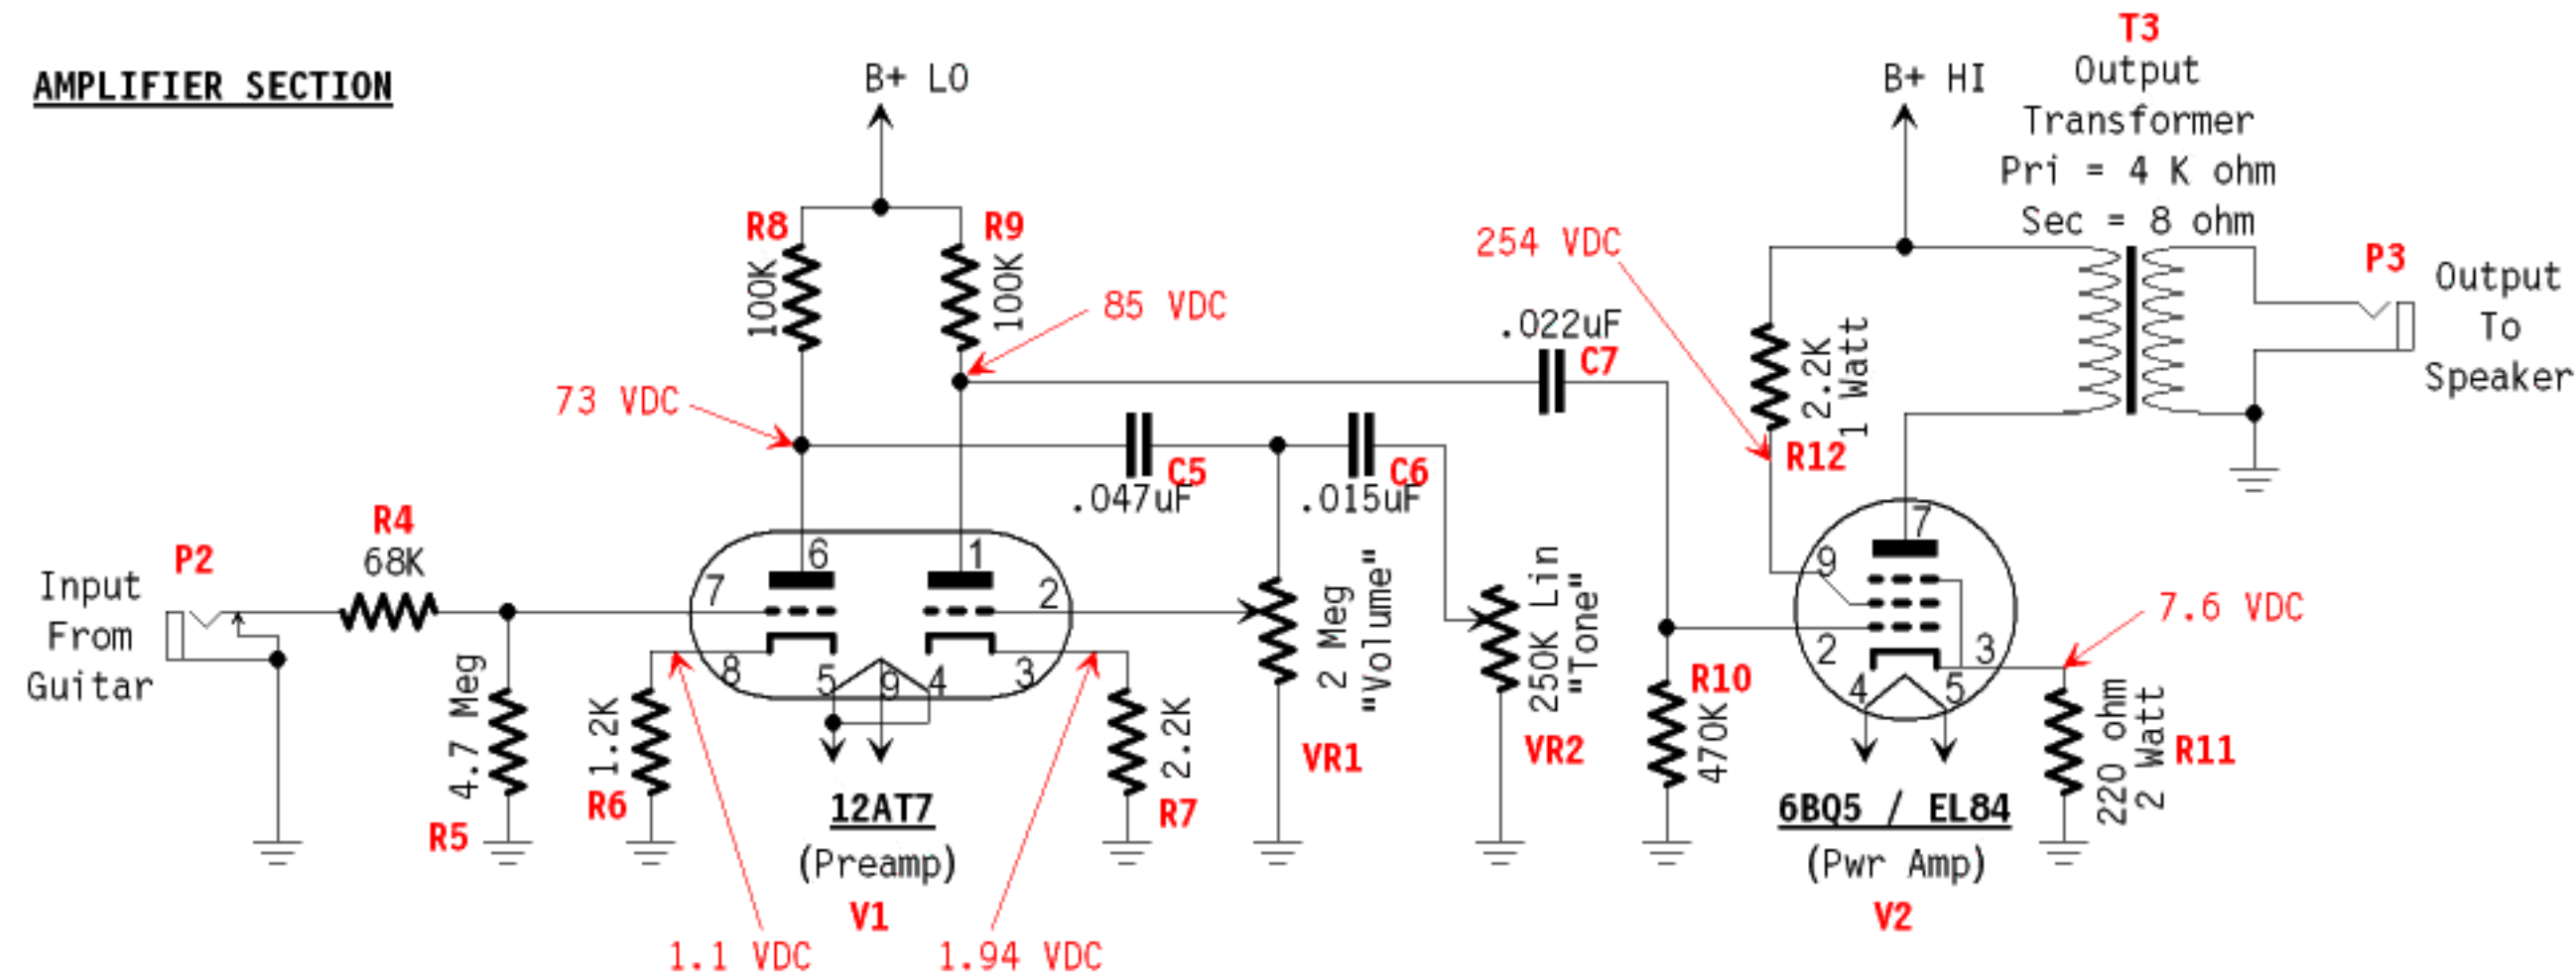 AMPLIFIER SECTION
B+ LO
B+ HI
T3
Output
Transformer
Pri = 4 K ohm
Sec = 8 ohm
R8
100K
R9
100K
85 VDC
73 VDC
254 VDC
.022uF
C7
2.2K
1 Watt
R12
P3
Output
To
Speaker
C5
.047uF
C6
.015uF
Input
From
Guitar
P2
R4
68K
4.7 Meg
R5
1.2K
R6
7
6
1
2
8
5
9
4
3
2.2K
R7
12AT7
(Preamp)
V1
1.1 VDC
1.94 VDC
2 Meg
"Volume"
VR1
250K Lin
"Tone"
VR2
R10
470K
7
9
2
3
4
5
7.6 VDC
220 ohm
2 Watt
R11
6BQ5 / EL84
(Pwr Amp)
V2